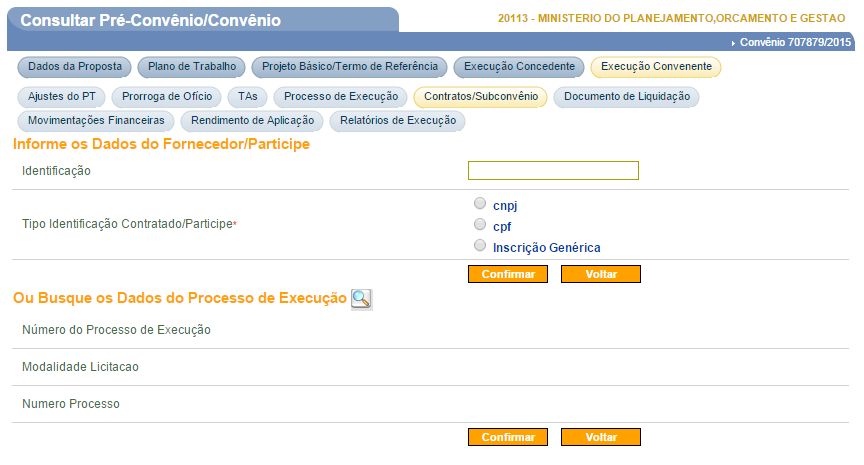 Consultar Pré-Convênio/Convênio
20113 - MINISTERIO DO PLANEJAMENTO,ORCAMENTO E GESTAO
Convênio 707879/2015
Dados da Proposta Plano de Trabalho Projeto Básico/Termo de Referência Execução Concedente Execução Convenente
Ajustes do PT Prorroga de Ofício TAs Processo de Execução Contratos/Subconvênio Documento de Liquidação
Movimentações Financeiras Rendimento de Aplicação Relatórios de Execução
Informe os Dados do Fornecedor/Participe
Identificação
Tipo Identificação Contratado/Participe*
cnpj
cpf
Inscrição Genérica
Confirmar Voltar
Ou Busque os Dados do Processo de Execução
Número do Processo de Execução
Modalidade Licitacao
Numero Processo
Confirmar Voltar